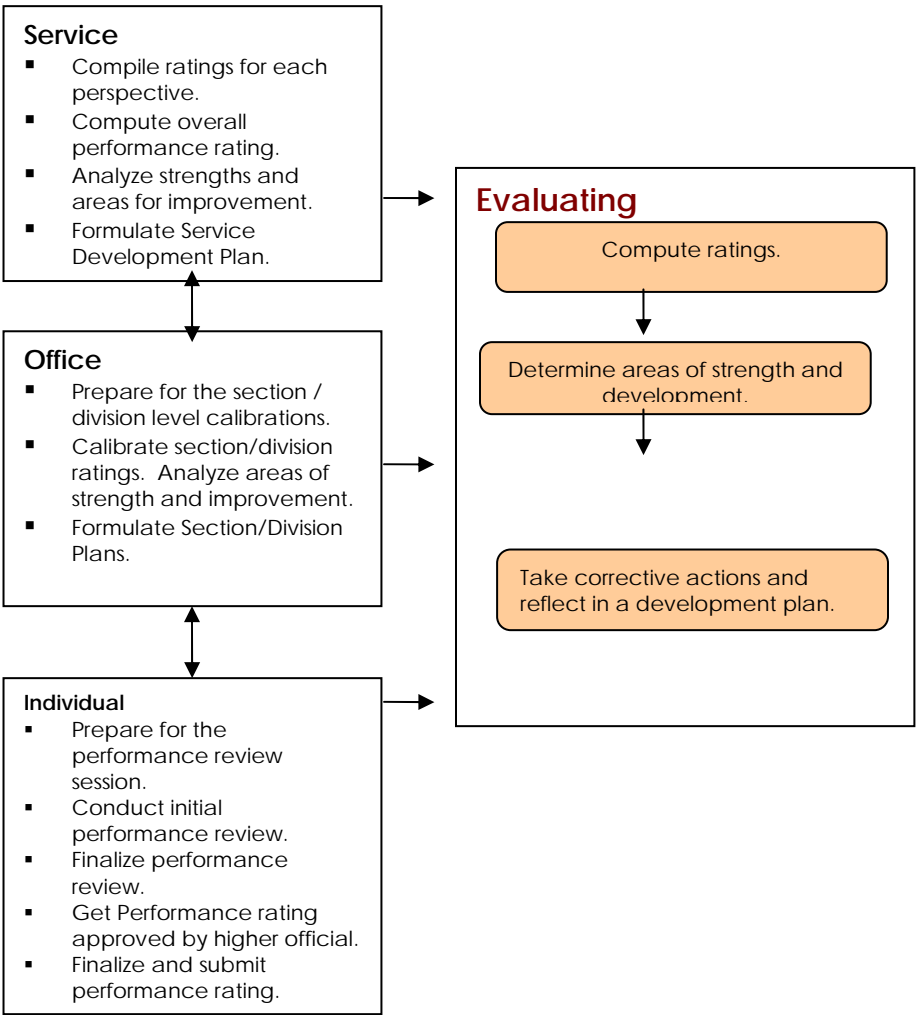 Service
▪ Compile ratings for each
perspective.
▪ Compute overall
performance rating.
▪ Analyze strengths and
areas for improvement.
▪ Formulate Service
Development Plan.
Office
▪ Prepare for the section /
division level calibrations.
▪ Calibrate section/division
ratings.  Analyze areas of
strength and improvement.
▪ Formulate Section/Division
Plans.
Individual
▪ Prepare for the
performance review
session.
▪ Conduct initial
performance review.
▪ Finalize performance
review.
▪ Get Performance rating
approved by higher official.
▪ Finalize and submit
performance rating.
Evaluating
Compute ratings.
Determine areas of strength and
development.
Take corrective actions and
reflect in a development plan.